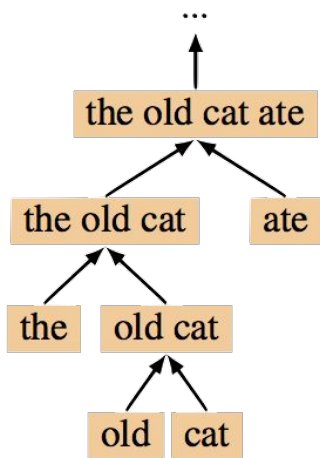 ...
the old cat ate
the old cat
ate
the
old cat
old
cat